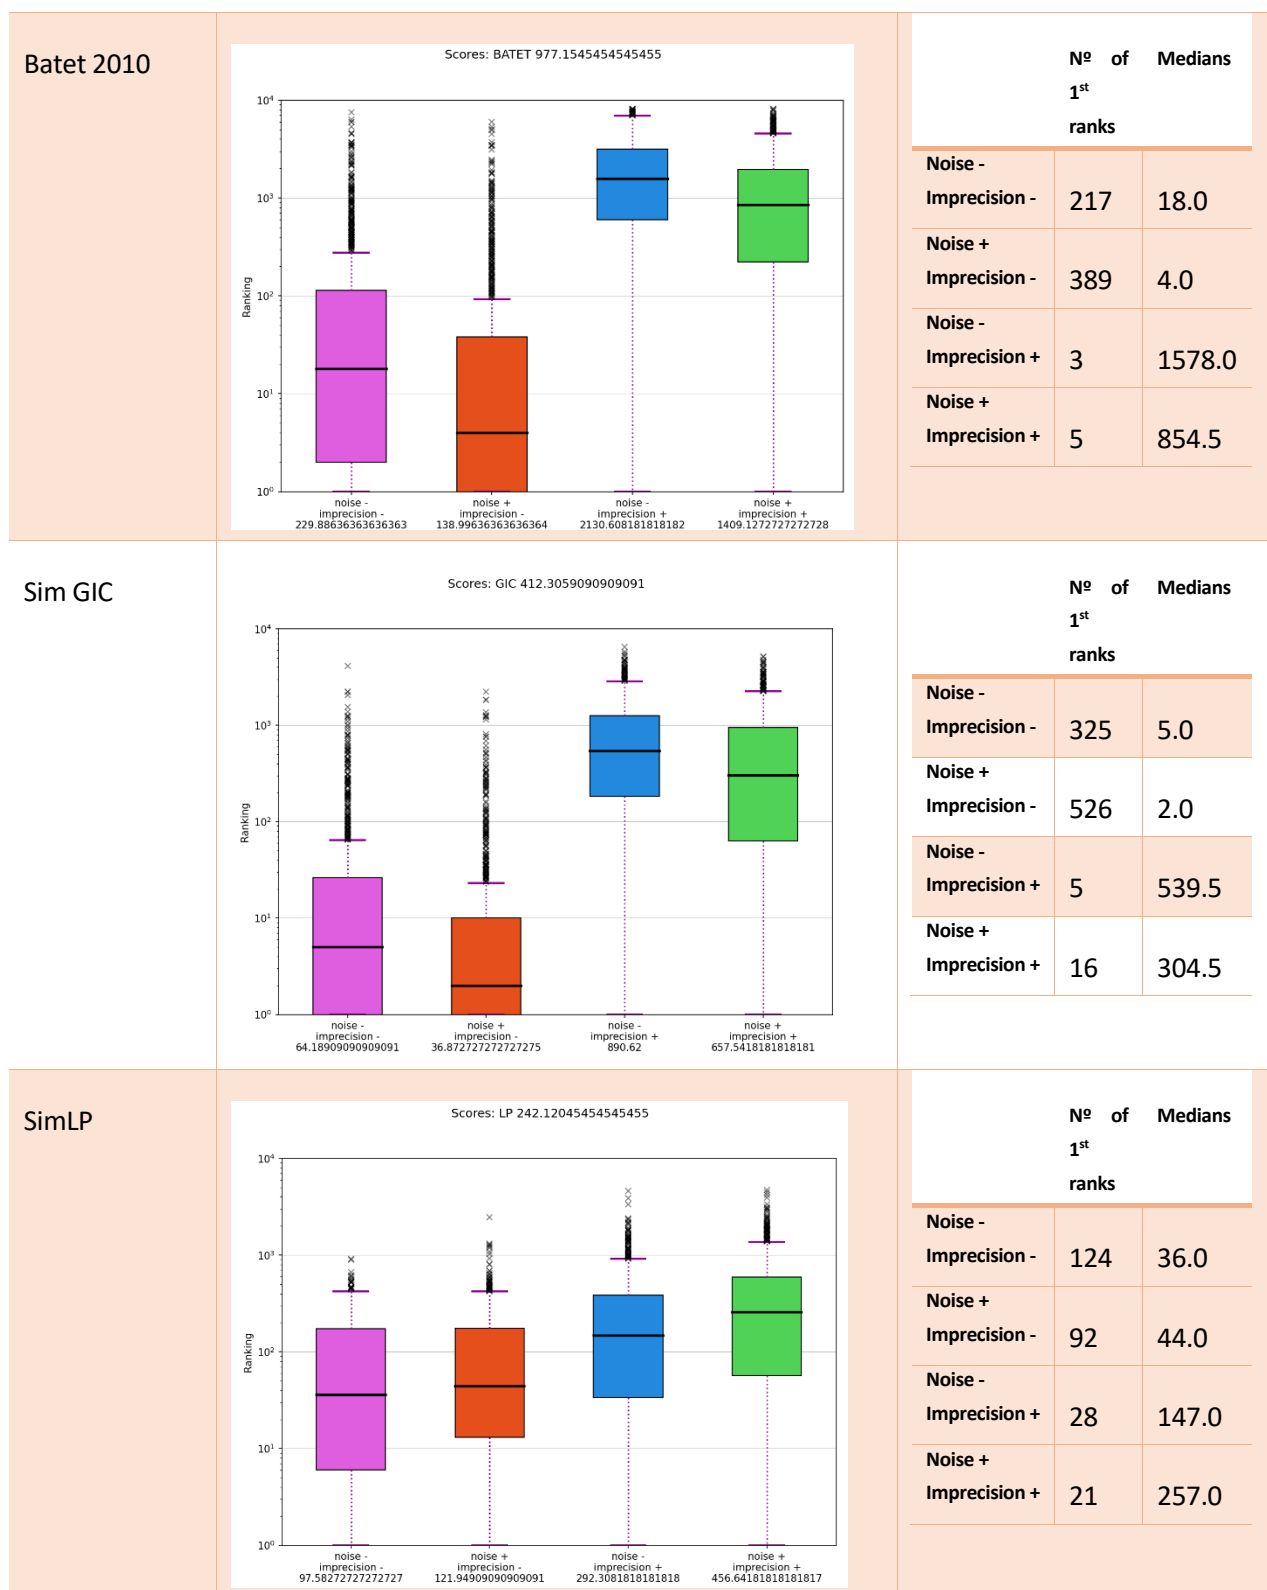 Batet 2010
Scores: BATET 977.1545454545455
10⁴
10³
10²
10¹
10⁰
Ranking
noise -
imprecision -
229.88636363636363
noise +
imprecision -
138.99636363636364
noise -
imprecision +
2130.608181818182
noise +
imprecision +
1409.1272727272728
Nº of 1st ranks Medians
Noise - Imprecision - 217 18.0
Noise + Imprecision - 389 4.0
Noise - Imprecision + 3 1578.0
Noise + Imprecision + 5 854.5
Sim GIC
Scores: GIC 412.3059090909091
10⁴
10³
10²
10¹
10⁰
Ranking
noise -
imprecision -
64.18909090909091
noise +
imprecision -
36.872727272727275
noise -
imprecision +
890.62
noise +
imprecision +
657.5418181818181
Nº of 1st ranks Medians
Noise - Imprecision - 325 5.0
Noise + Imprecision - 526 2.0
Noise - Imprecision + 5 539.5
Noise + Imprecision + 16 304.5
SimLP
Scores: LP 242.12045454545455
10⁴
10³
10²
10¹
10⁰
Ranking
noise -
imprecision -
97.58272727272727
noise +
imprecision -
121.94909090909091
noise -
imprecision +
292.3081818181818
noise +
imprecision +
456.64181818181817
Nº of 1st ranks Medians
Noise - Imprecision - 124 36.0
Noise + Imprecision - 92 44.0
Noise - Imprecision + 28 147.0
Noise + Imprecision + 21 257.0